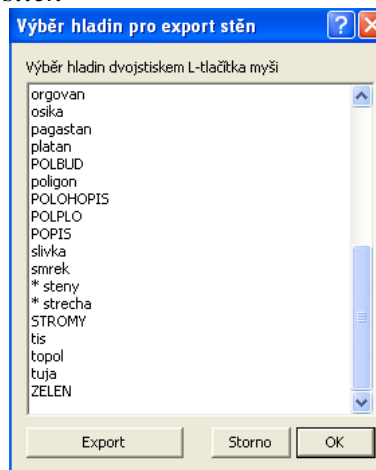 Výběr hladin pro export stěn
Výběr hladin dvojstiskem L-tlačítka myši
orgovan
osika
pagastan
platan
POLBUD
poligon
POLOHOPIS
POLPLO
POPIS
slivka
smrek
* steny
* strecha
STROMY
tis
topol
tuja
ZELEN
Export
Storno
OK